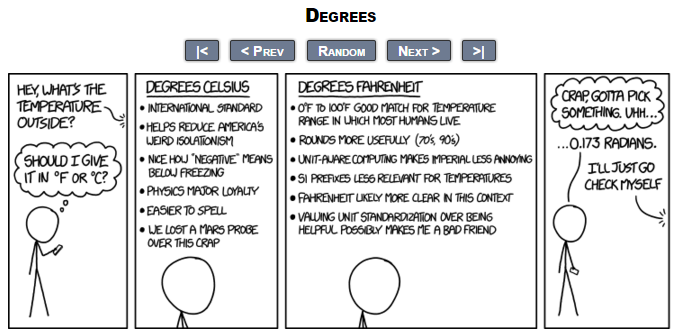 DEGREES
|<
< PREV
RANDOM
NEXT >
>|
HEY, WHAT'S THE
TEMPERATURE
OUTSIDE?
SHOULD I GIVE
IT IN °F OR °C?
DEGREES CELSIUS
• INTERNATIONAL STANDARD
• HELPS REDUCE AMERICA'S
WEIRD ISOLATIONISM
• NICE HOW "NEGATIVE" MEANS
BELOW FREEZING
• PHYSICS MAJOR LOYALTY
• EASIER TO SPELL
• WE LOST A MARS PROBE
OVER THIS CRAP
DEGREES FAHRENHEIT
• 0°F TO 100°F GOOD MATCH FOR TEMPERATURE
RANGE IN WHICH MOST HUMANS LIVE
• ROUNDS MORE USEFULLY (70's, 90's)
• UNIT-AWARE COMPUTING MAKES IMPERIAL LESS ANNOYING
• SI PREFIXES LESS RELEVANT FOR TEMPERATURES
• FAHRENHEIT LIKELY MORE CLEAR IN THIS CONTEXT
• VALUING UNIT STANDARDIZATION OVER BEING
HELPFUL POSSIBLY MAKES ME A BAD FRIEND
CRAP, GOTTA PICK
SOMETHING. UHH...
...0.173 RADIANS.
I'LL JUST GO
CHECK MYSELF